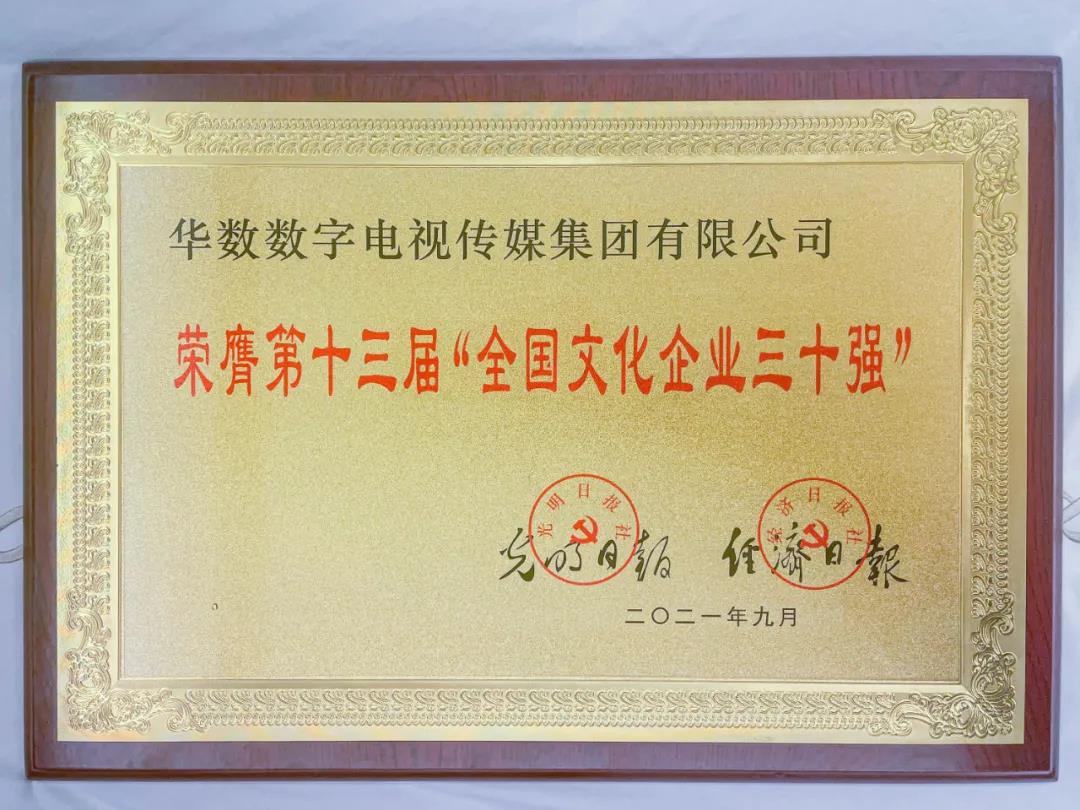 华数数字电视传媒集团有限公司
荣膺第十三届“全国文化企业三十强”
光明日报社
经济日报社
光明日报 经济日报
二〇二一年九月